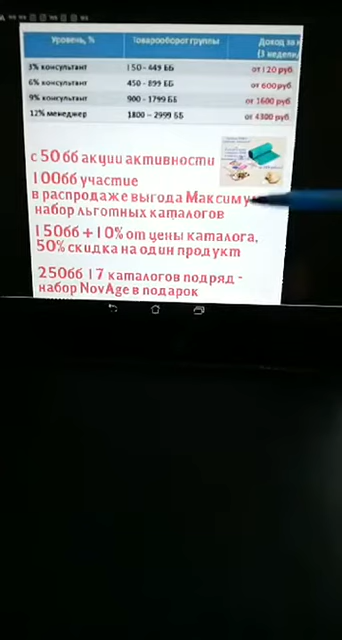 Уровень, % Товарооборот группы Доход за
(3 недели
3% консультант 150 - 449 ББ от 120 руб
6% консультант 450 - 899 ББ от 600 руб
9% консультант 900 - 1799 ББ от 1600 руб
12% менеджер 1800 - 2999 ББ от 4300 руб
с 50бб акции активности
100бб участие
в распродаже выгода Максиму
набор льготных каталогов
150бб + 10% от цены каталога,
50% скидка на один продукт
250бб 17 каталогов подряд -
набор NovAge в подарок